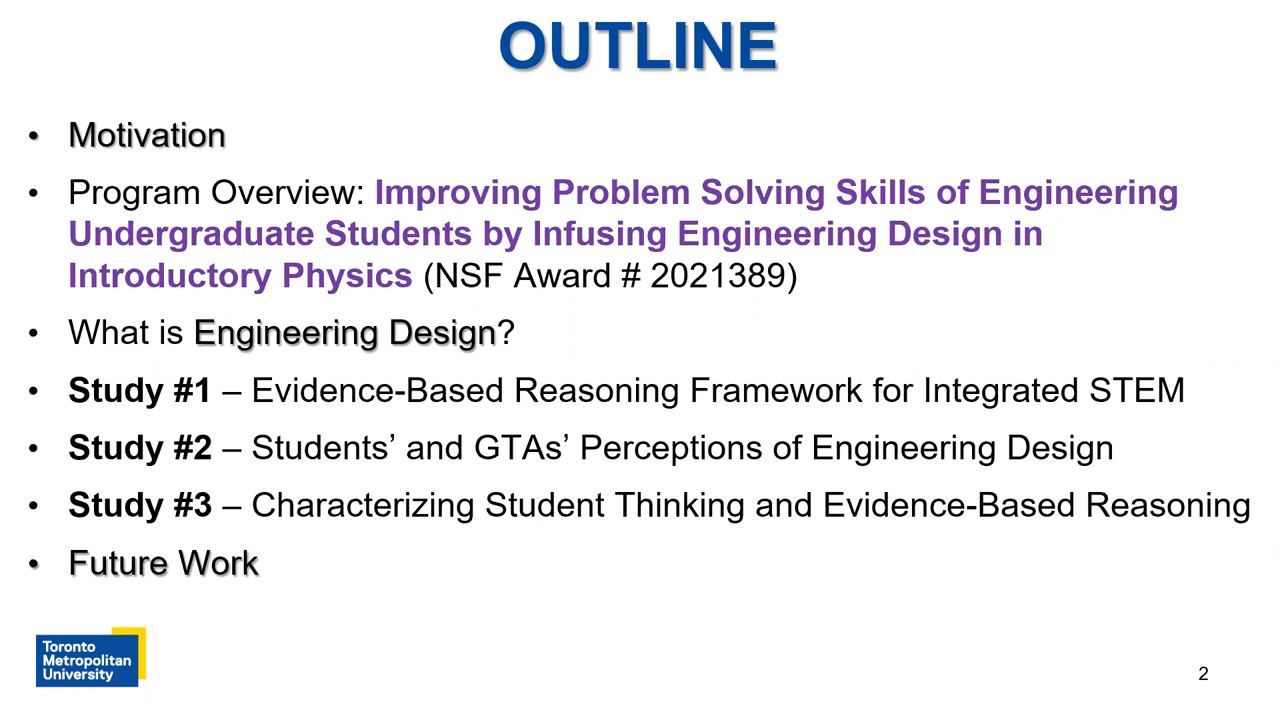 OUTLINE
• Motivation
• Program Overview: Improving Problem Solving Skills of Engineering
Undergraduate Students by Infusing Engineering Design in
Introductory Physics (NSF Award # 2021389)
• What is Engineering Design?
• Study #1 – Evidence-Based Reasoning Framework for Integrated STEM
• Study #2 – Students’ and GTAs’ Perceptions of Engineering Design
• Study #3 – Characterizing Student Thinking and Evidence-Based Reasoning
• Future Work
Toronto
Metropolitan
University
2